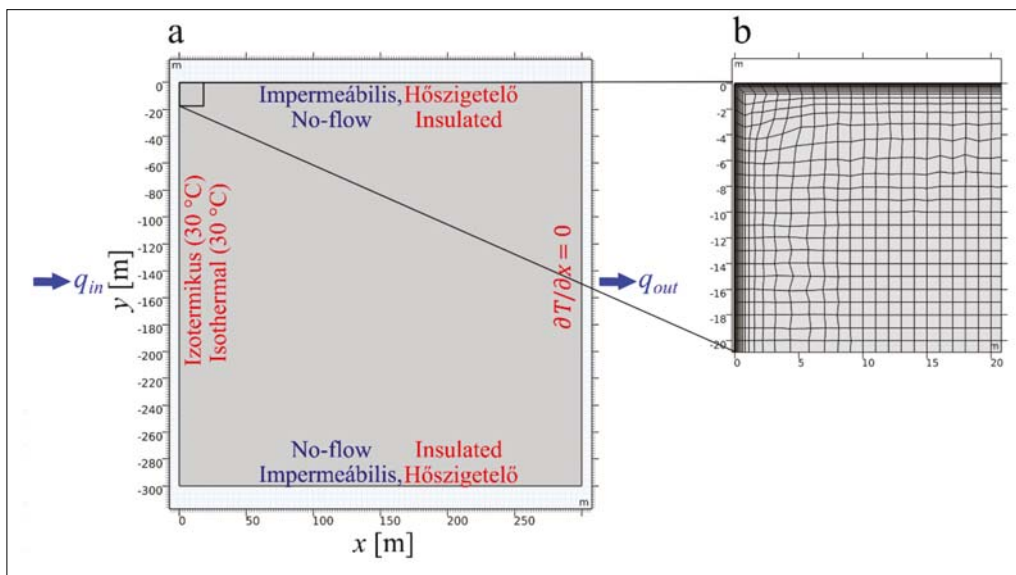 a
b
m
Impermeábilis, Hőszigetelő
No-flow Insulated
Izotermikus (30 °C)
Isothermal (30 °C)
∂T/∂x = 0
q_in
q_out
y [m]
0
-20
-40
-60
-80
-100
-120
-140
-160
-180
-200
-220
-240
-260
-280
-300
No-flow Insulated
Impermeábilis, Hőszigetelő
m
0 50 100 150 200 250
x [m]
m
0
-2
-4
-6
-8
-10
-12
-14
-16
-18
-20
m
0 5 10 15 20